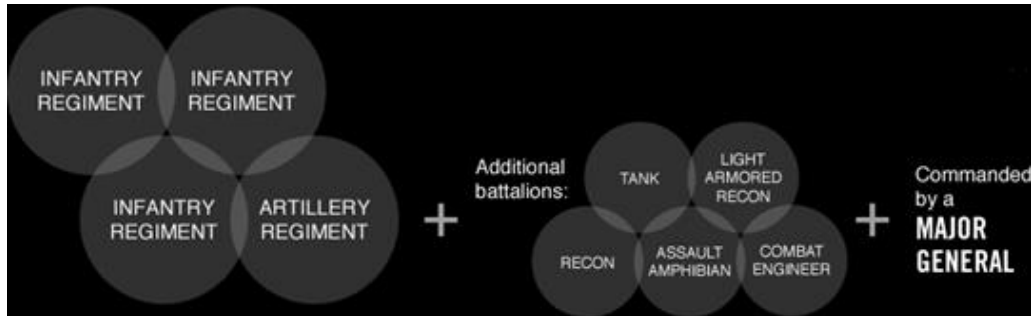 INFANTRY
REGIMENT
INFANTRY
REGIMENT
INFANTRY
REGIMENT
ARTILLERY
REGIMENT
+
Additional
battalions:
TANK
LIGHT
ARMORED
RECON
RECON
ASSAULT
AMPHIBIAN
COMBAT
ENGINEER
+
Commanded
by a
MAJOR
GENERAL